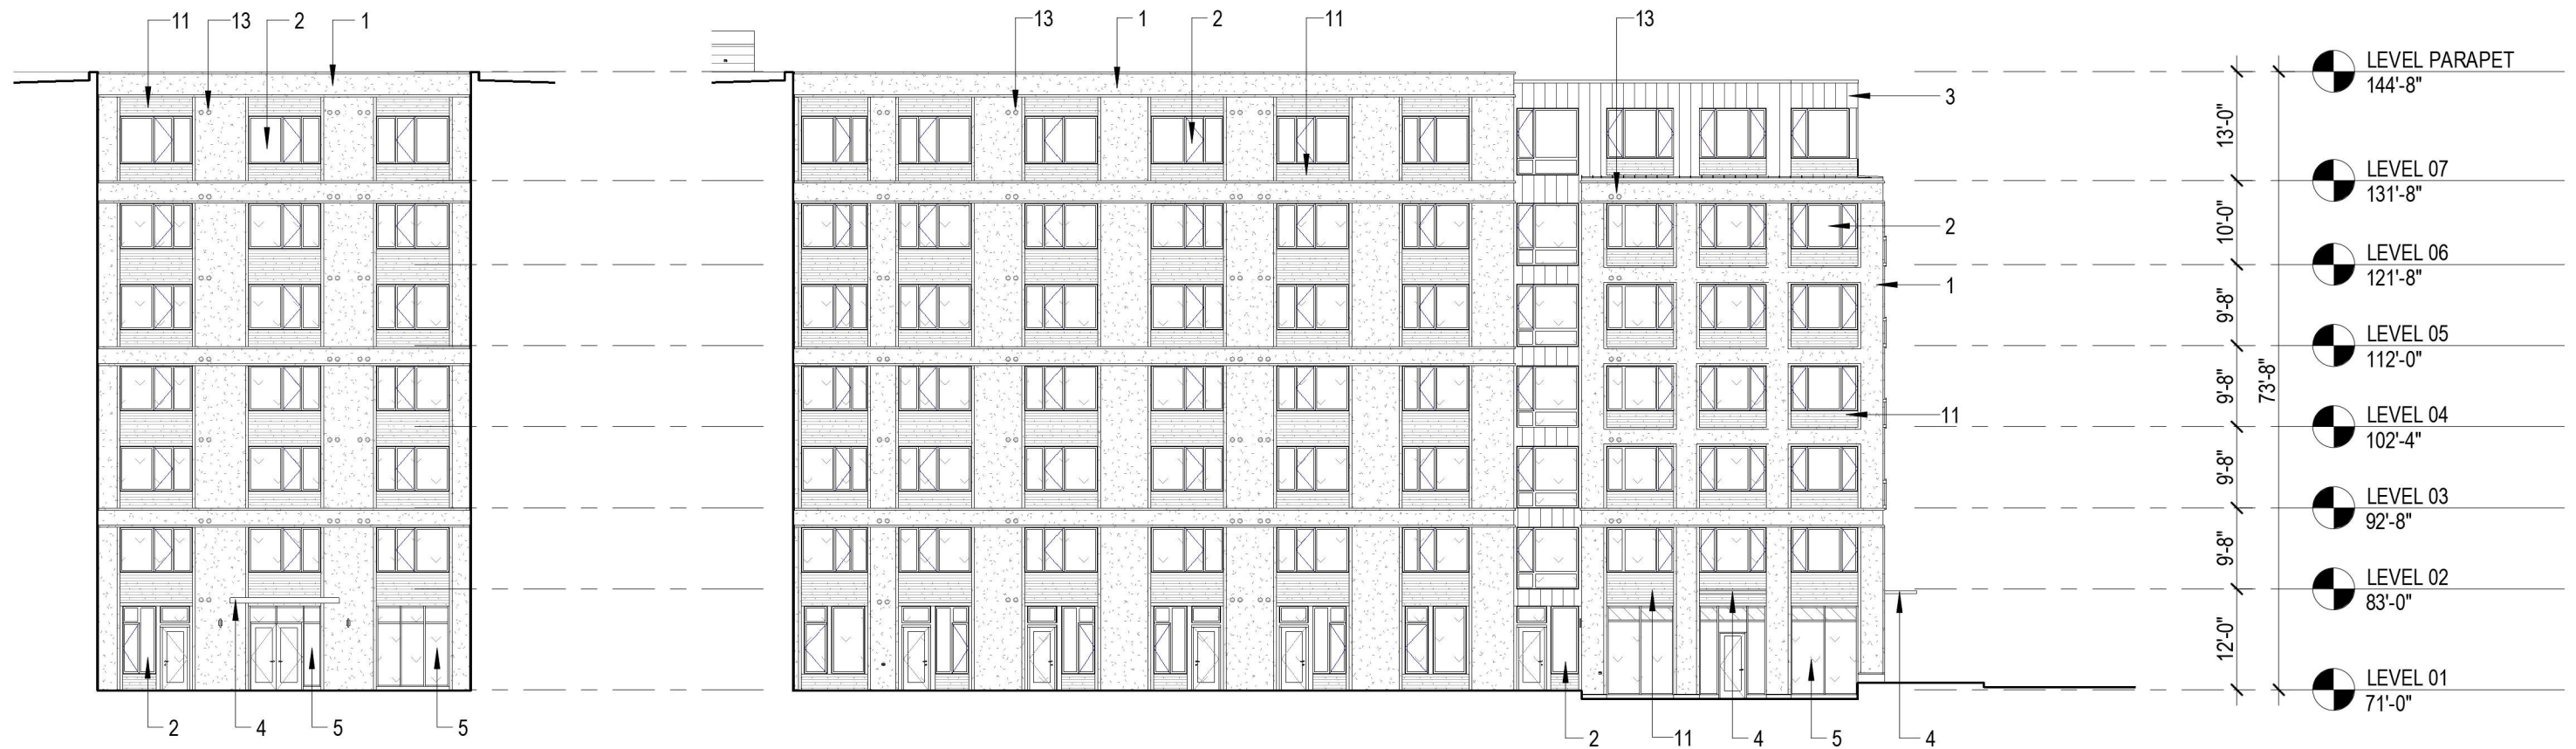 11 13 2 1
13 1 2 11 13
3
2
1
11
2 4 5 5
2 11 4 5 4
13'-0"
10'-0"
9'-8"
9'-8"
9'-8"
9'-8"
12'-0"
73'-8"
LEVEL PARAPET
144'-8"
LEVEL 07
131'-8"
LEVEL 06
121'-8"
LEVEL 05
112'-0"
LEVEL 04
102'-4"
LEVEL 03
92'-8"
LEVEL 02
83'-0"
LEVEL 01
71'-0"